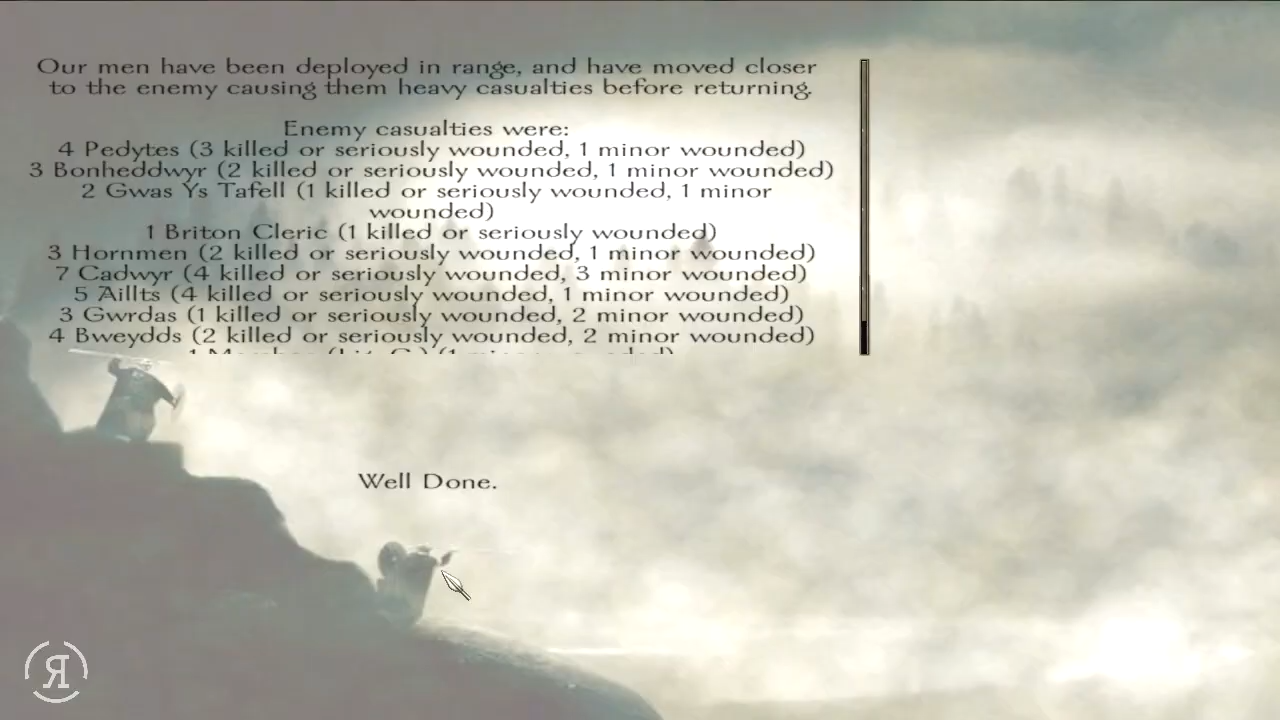 Our men have been deployed in range, and have moved closer
to the enemy causing them heavy casualties before returning.
Enemy casualties were:
4 Pedytes (3 killed or seriously wounded, 1 minor wounded)
3 Bonheddwyr (2 killed or seriously wounded, 1 minor wounded)
2 Gwas Ys Tafell (1 killed or seriously wounded, 1 minor
wounded)
1 Briton Cleric (1 killed or seriously wounded)
3 Hornmen (2 killed or seriously wounded, 1 minor wounded)
7 Cadwyr (4 killed or seriously wounded, 3 minor wounded)
5 Aillts (4 killed or seriously wounded, 1 minor wounded)
3 Gwrdas (1 killed or seriously wounded, 2 minor wounded)
4 Bweydds (2 killed or seriously wounded, 2 minor wounded)
Well Done.